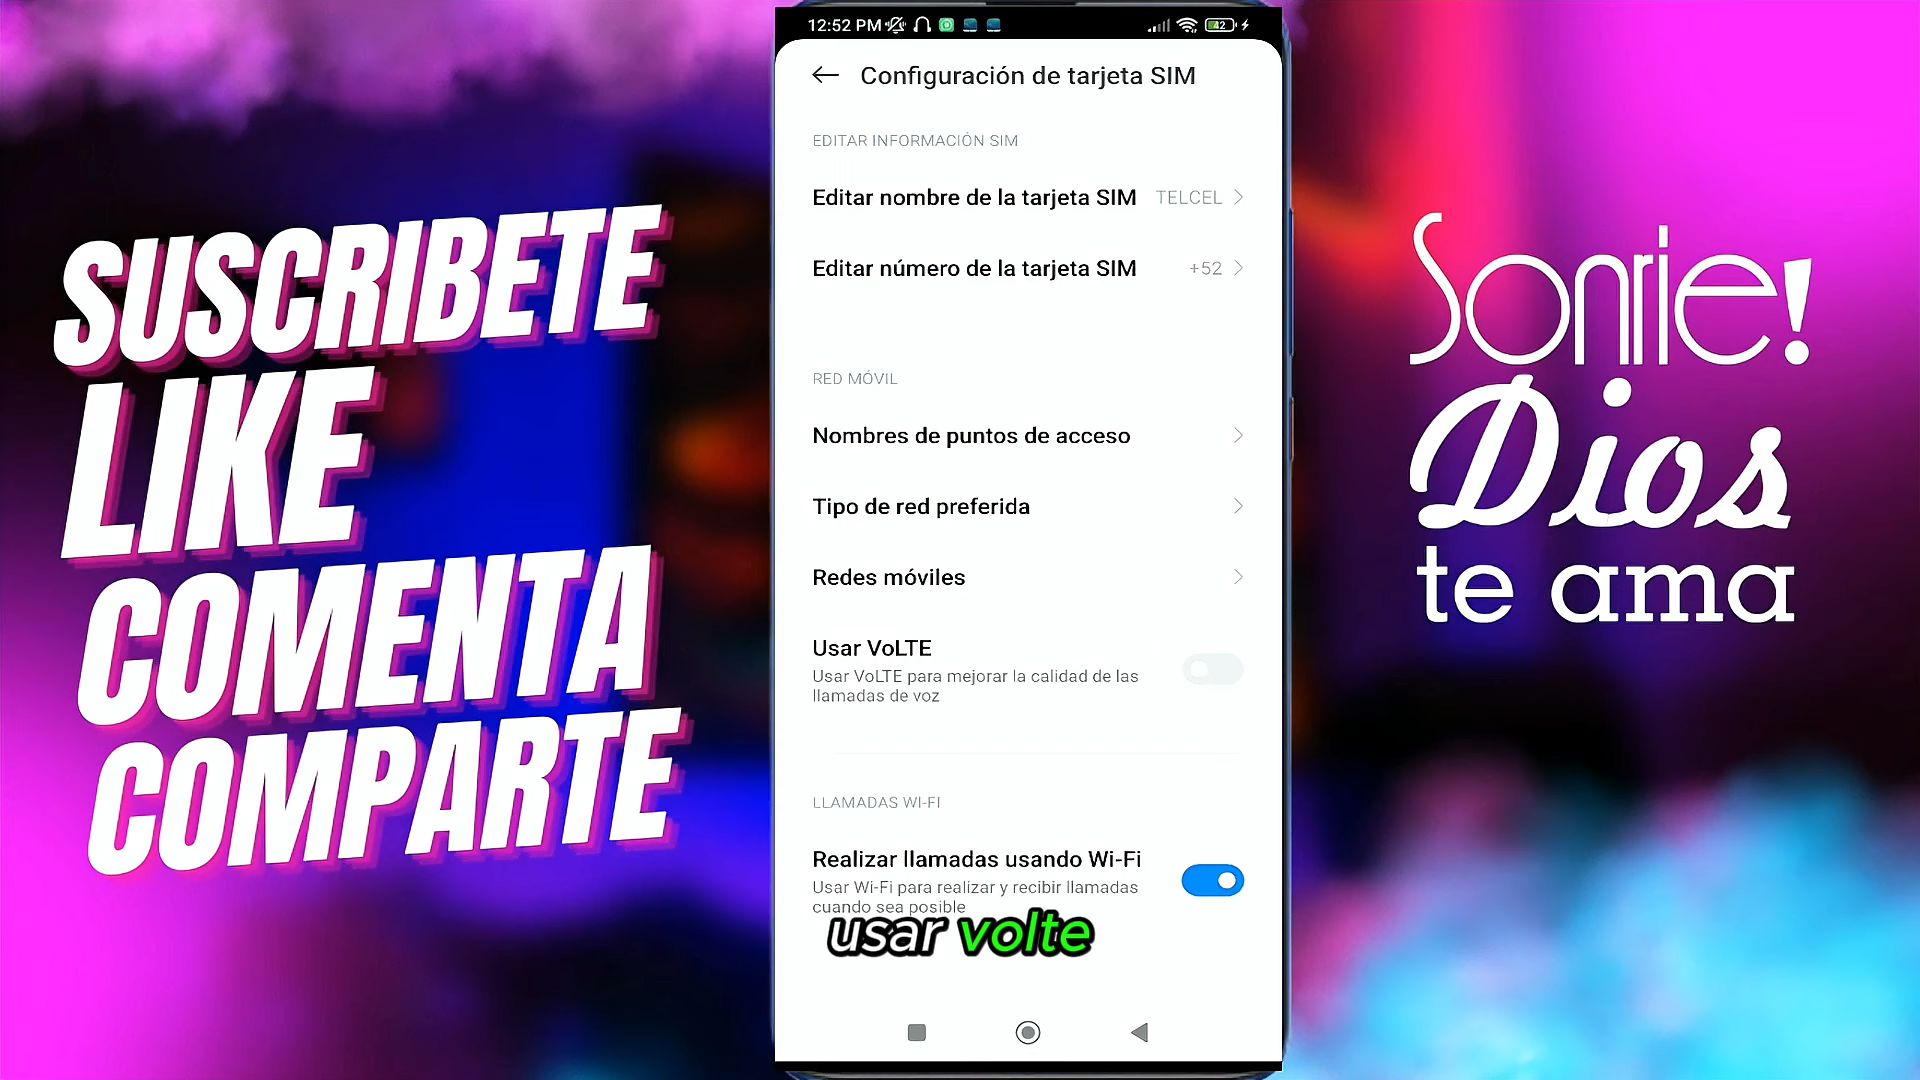 SUSCRIBETE
LIKE
COMENTA
COMPARTE
12:52 PM
42
Configuración de tarjeta SIM
EDITAR INFORMACIÓN SIM
Editar nombre de la tarjeta SIM TELCEL
Editar número de la tarjeta SIM +52
RED MÓVIL
Nombres de puntos de acceso
Tipo de red preferida
Redes móviles
Usar VoLTE
Usar VoLTE para mejorar la calidad de las
llamadas de voz
LLAMADAS WI-FI
Realizar llamadas usando Wi-Fi
Usar Wi-Fi para realizar y recibir llamadas
cuando sea posible
usar volte
Sonrie!
Dios
te ama